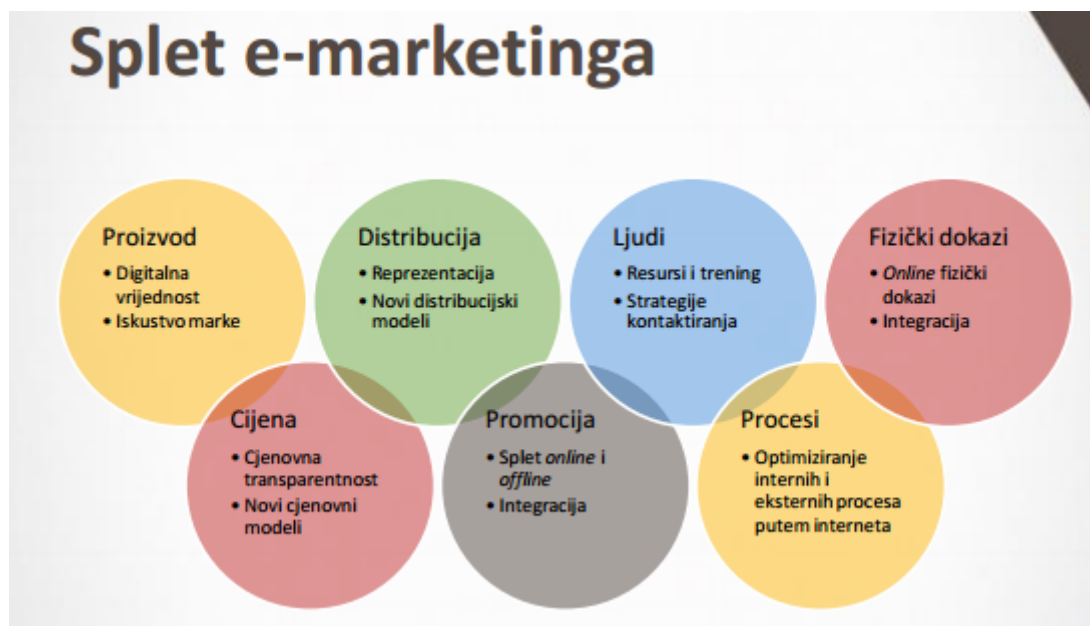 Splet e-marketinga
Proizvod
• Digitalna
vrijednost
• Iskustvo marke
Cijena
• Cjenovna
transparentnost
• Novi cjenovni
modeli
Distribucija
• Reprezentacija
• Novi distribucijski
modeli
Promocija
• Splet online i
offline
• Integracija
Ljudi
• Resursi i trening
• Strategije
kontaktiranja
Procesi
• Optimiziranje
internih i
eksternih procesa
putem interneta
Fizički dokazi
• Online fizički
dokazi
• Integracija